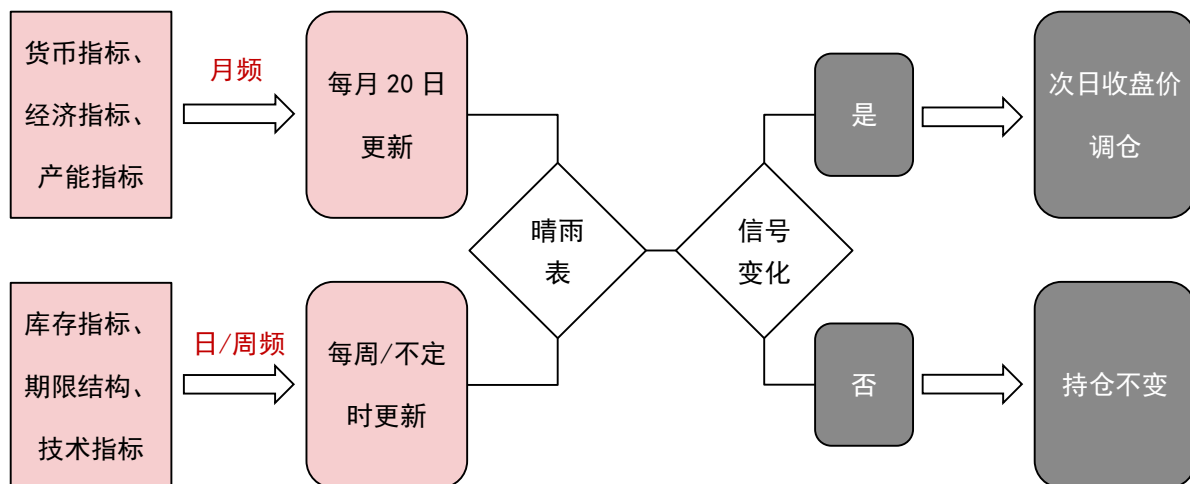 货币指标、
经济指标、
产能指标
月频
每月 20 日
更新
库存指标、
期限结构、
技术指标
日/周频
每周/不定
时更新
晴雨
表
信号
变化
是
次日收盘价
调仓
否
持仓不变